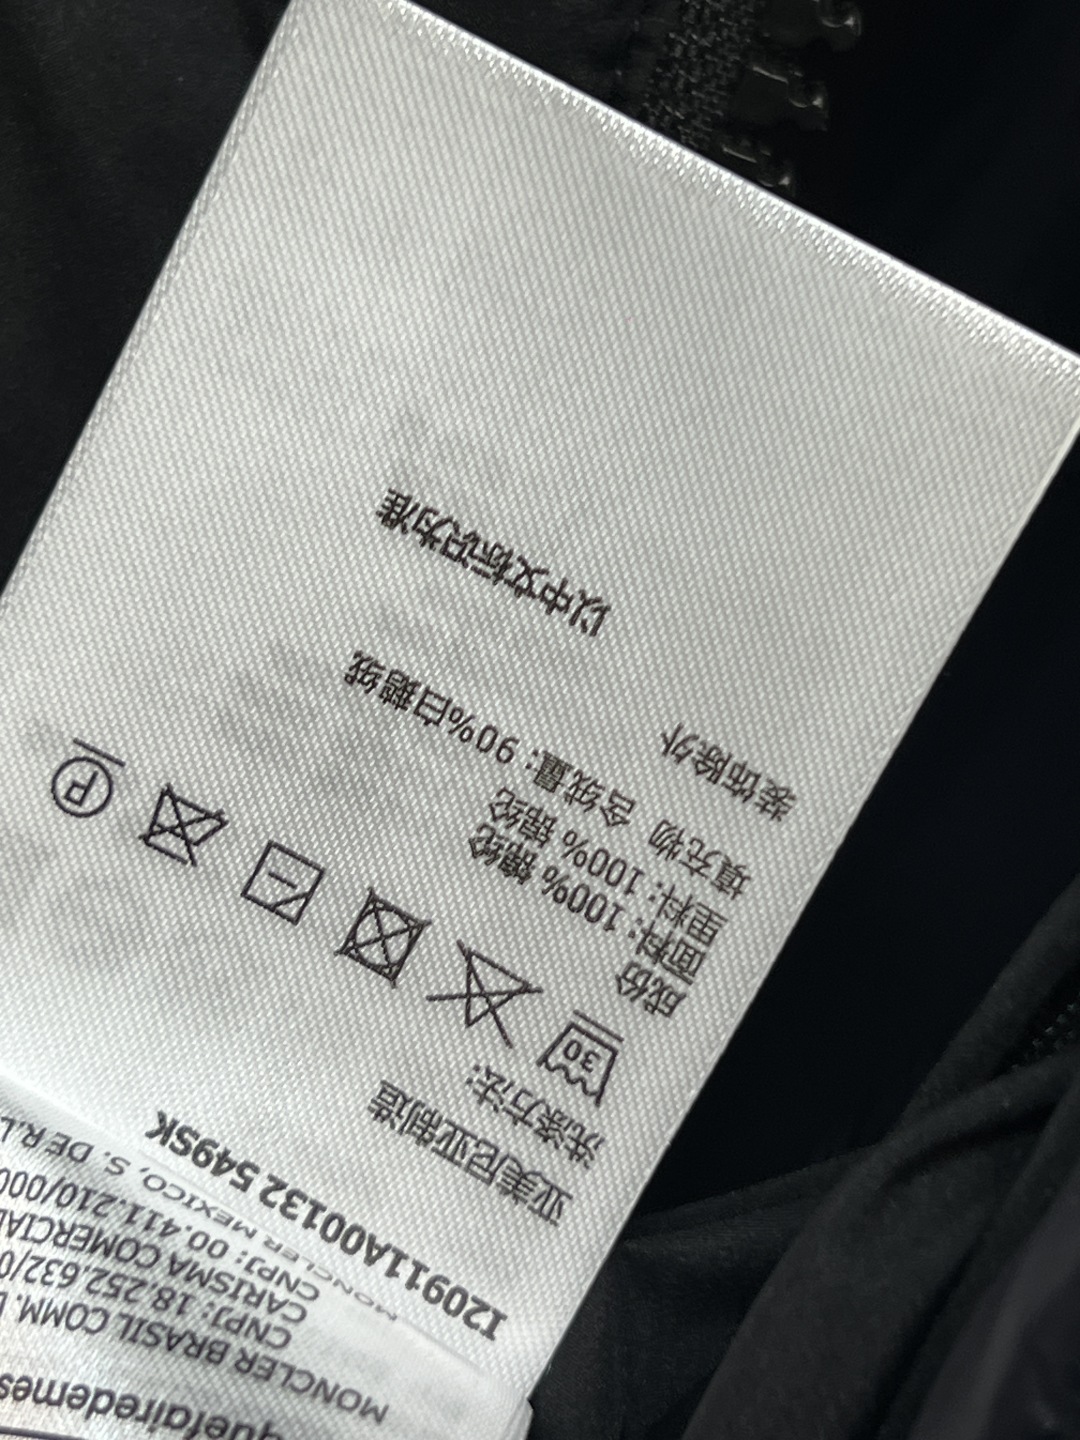 quefairedemes
MONCLER BRASIL COMM.
CNPJ: 18.252.632/0
CARISMA COMERCIAL
CNPJ: 00.411.210/000
MONCLER MEXICO, S. DE R.L
I20911A00132 549SK
亚美尼亚制造
洗涤方法:
30
P
成份
面料: 100% 锦纶
里料: 100% 锦纶
填充物 含绒量: 90%白鹅绒
装饰除外
以中文标识为准